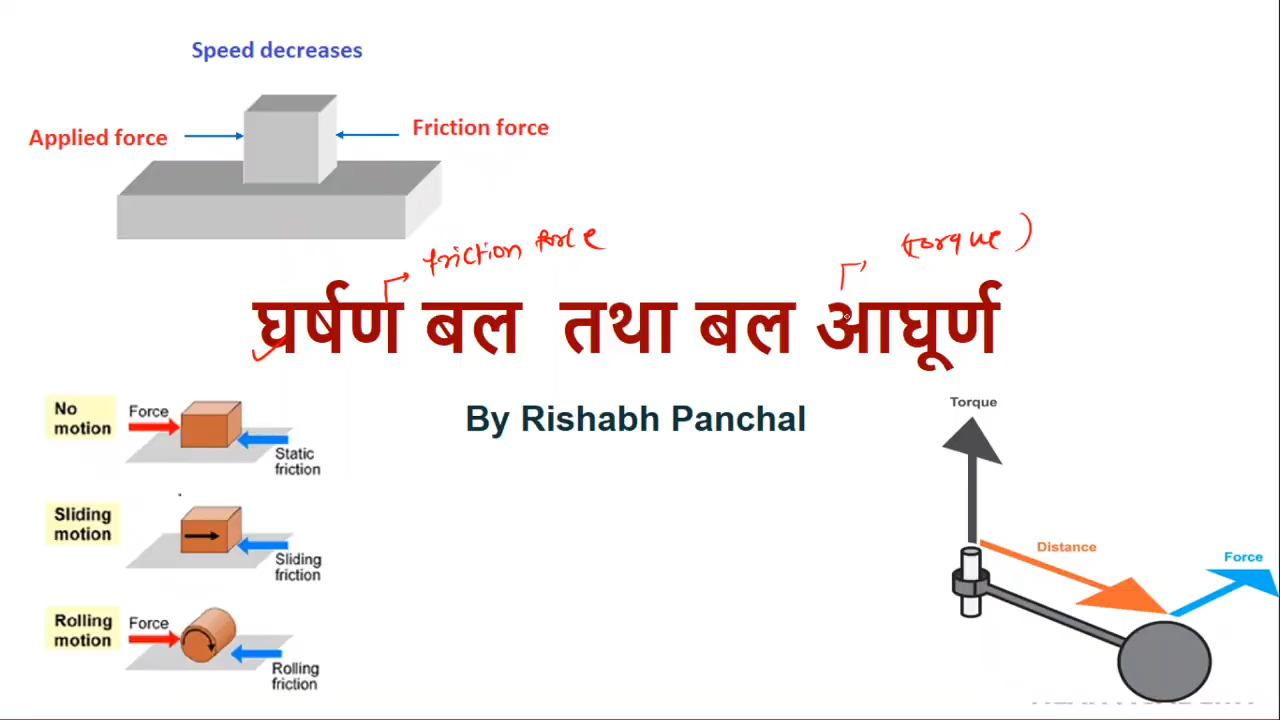 Speed decreases
Applied force
Friction force
friction force
(torque)
घर्षण बल तथा बल आघूर्ण
By Rishabh Panchal
No
motion
Force
Static
friction
Sliding
motion
Sliding
friction
Rolling
motion
Force
Rolling
friction
Torque
Distance
Force